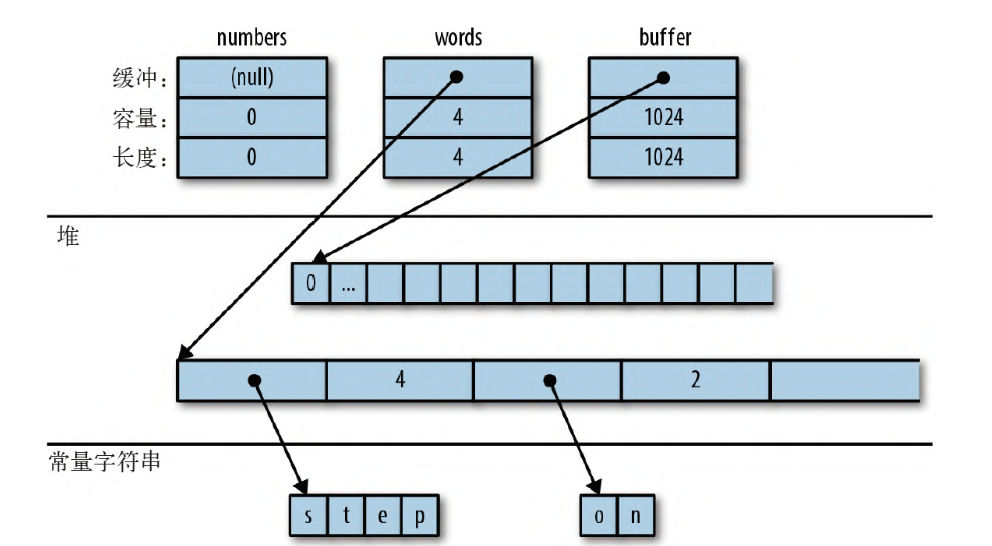 numbers words buffer
缓冲: (null)
容量: 0 4 1024
长度: 0 4 1024
堆
0 ...
4 2
常量字符串
s t e p o n